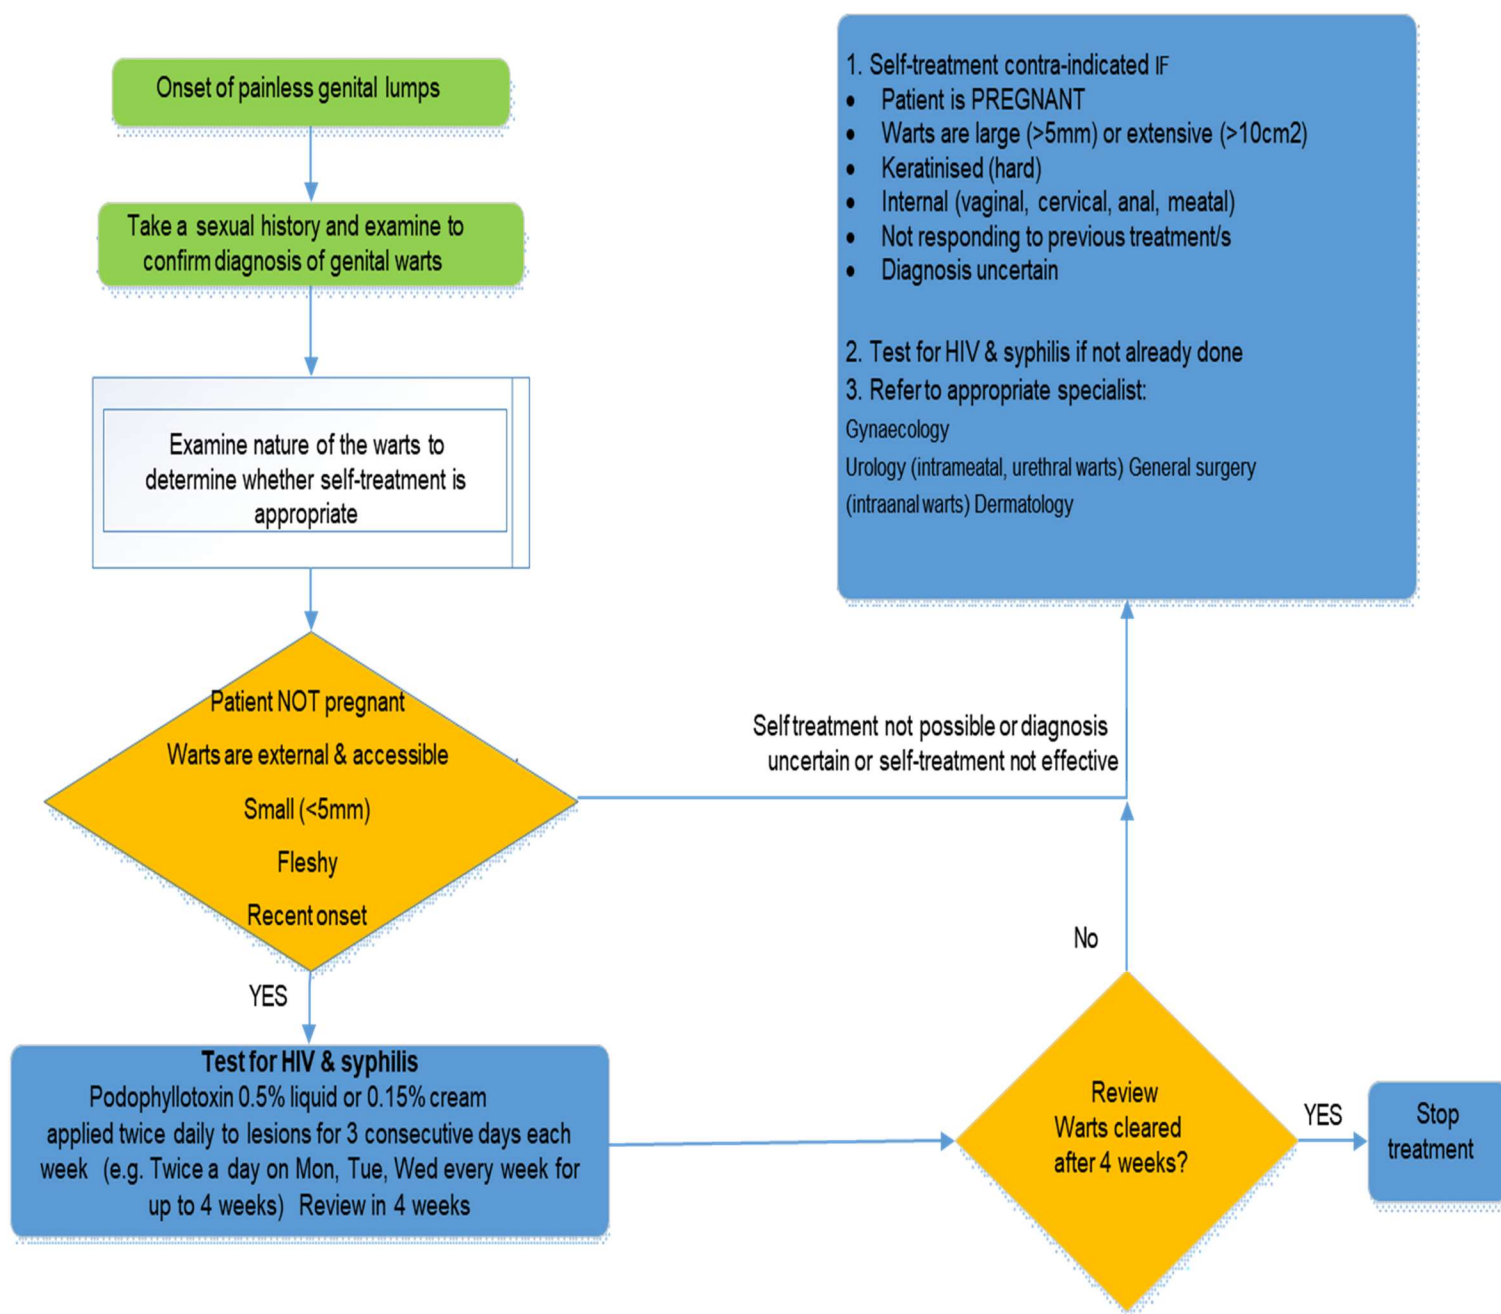 Onset of painless genital lumps
Take a sexual history and examine to
confirm diagnosis of genital warts
Examine nature of the warts to
determine whether self-treatment is
appropriate
Patient NOT pregnant
Warts are external & accessible
Small (<5mm)
Fleshy
Recent onset
YES
Test for HIV & syphilis
Podophyllotoxin 0.5% liquid or 0.15% cream
applied twice daily to lesions for 3 consecutive days each
week (e.g. Twice a day on Mon, Tue, Wed every week for
up to 4 weeks) Review in 4 weeks
Self treatment not possible or diagnosis
uncertain or self-treatment not effective
1. Self-treatment contra-indicated IF
• Patient is PREGNANT
• Warts are large (>5mm) or extensive (>10cm2)
• Keratinised (hard)
• Internal (vaginal, cervical, anal, meatal)
• Not responding to previous treatment/s
• Diagnosis uncertain
2. Test for HIV & syphilis if not already done
3. Refer to appropriate specialist:
Gynaecology
Urology (intrameatal, urethral warts) General surgery
(intraanal warts) Dermatology
No
Review
Warts cleared
after 4 weeks?
YES
Stop
treatment